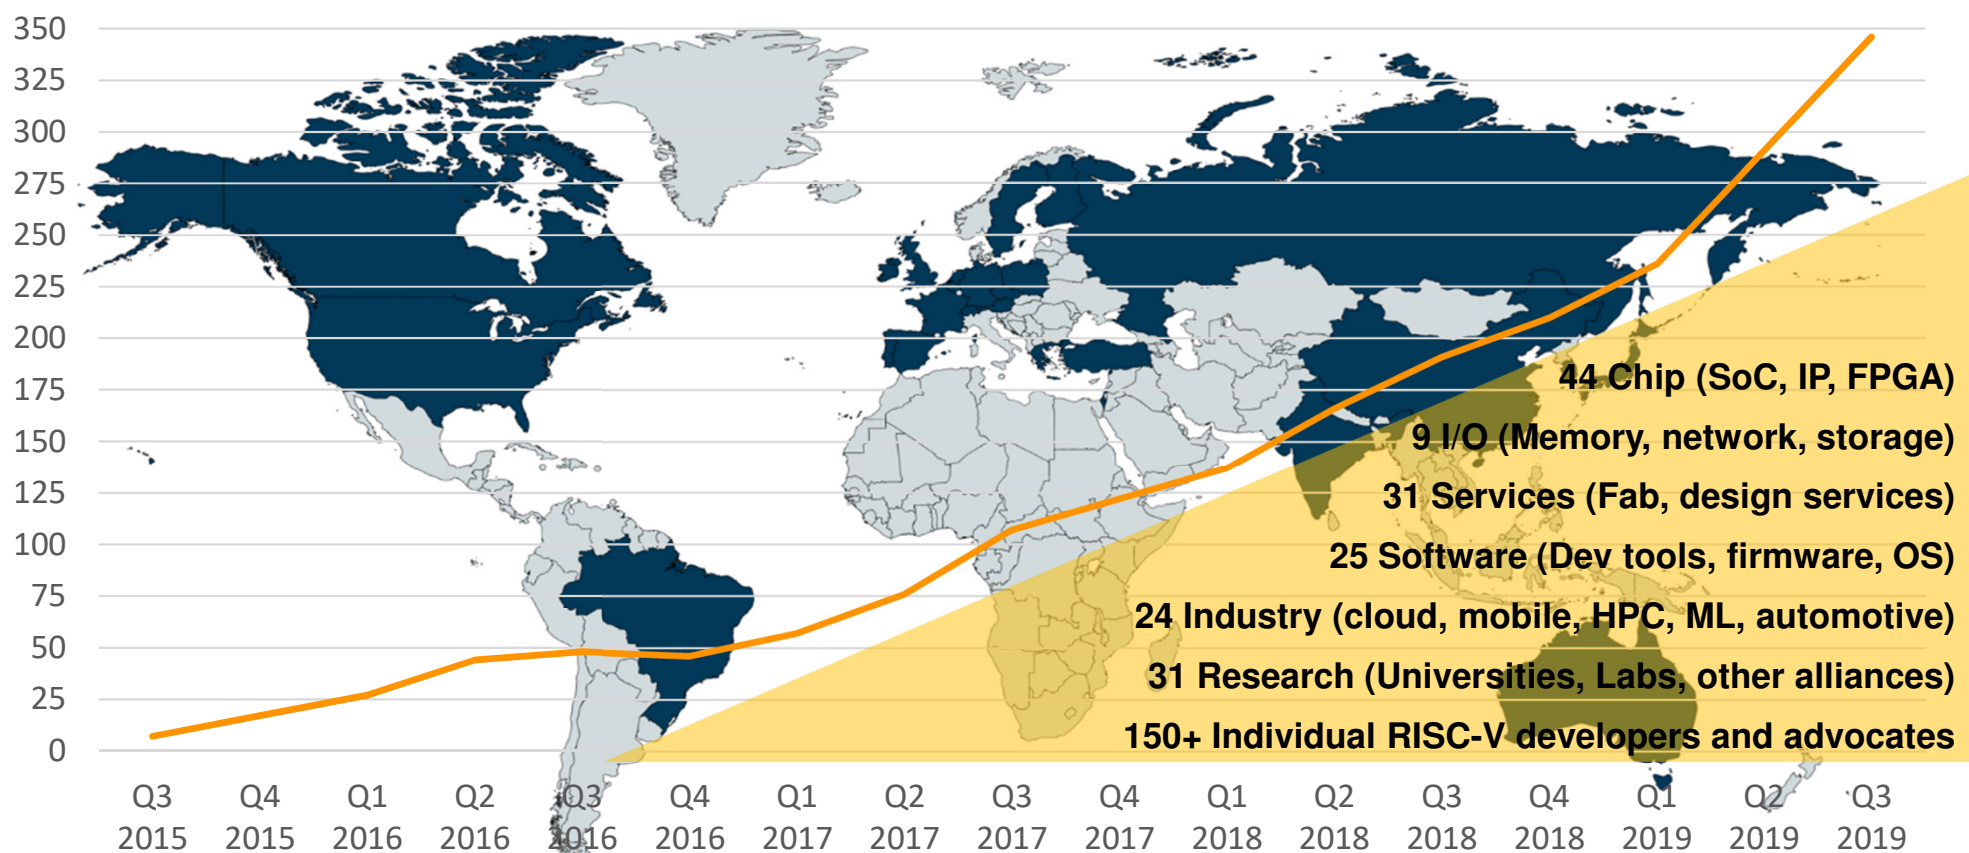 350
325
300
275
250
225
200
175
150
125
100
75
50
25
0
44 Chip (SoC, IP, FPGA)
9 I/O (Memory, network, storage)
31 Services (Fab, design services)
25 Software (Dev tools, firmware, OS)
24 Industry (cloud, mobile, HPC, ML, automotive)
31 Research (Universities, Labs, other alliances)
150+ Individual RISC-V developers and advocates
Q3 Q4 Q1 Q2 Q3 Q4 Q1 Q2 Q3 Q4 Q1 Q2 Q3 Q4 Q1 Q2 Q3
2015 2015 2016 2016 2016 2016 2017 2017 2017 2017 2018 2018 2018 2018 2019 2019 2019